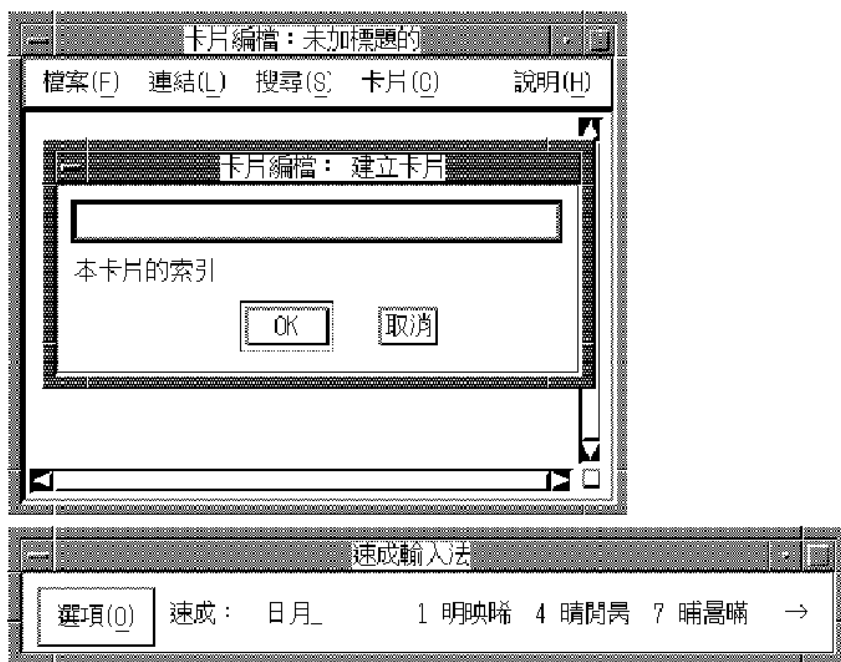 卡片編檔：未加標題的
檔案(F) 連結(L) 搜尋(S) 卡片(C) 說明(H)
卡片編檔： 建立卡片
本卡片的索引
OK 取消
速成輸入法
選項(O) 速成： 日月_ 1 明映晞 4 晴閒昺 7 晡暠暪 →